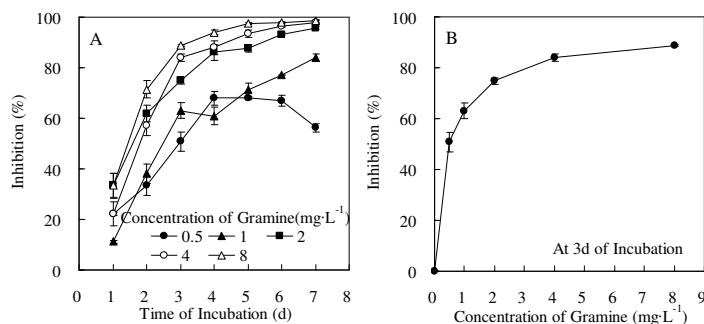 A
100
80
60
40
20
0
Inhibition (%)
Concentration of Gramine(mg·L-1)
0.5 1 2
4 8
0 1 2 3 4 5 6 7 8
Time of Incubation (d)
B
100
80
60
40
20
0
Inhibition (%)
At 3d of Incubation
0 1 2 3 4 5 6 7 8 9
Concentration of Gramine (mg·L-1)